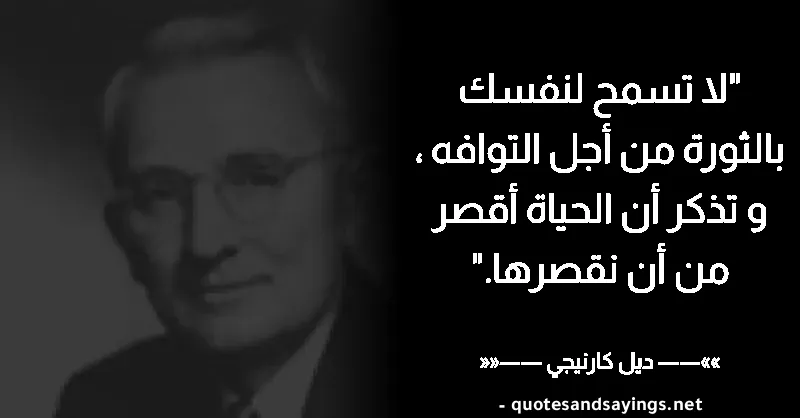 "لا تسمح لنفسك
بالثورة من أجل التوافه ،
و تذكر أن الحياة أقصر
من أن نقصرها."
»»—— ديل كارنيجي ——««
- quotesandsayings.net